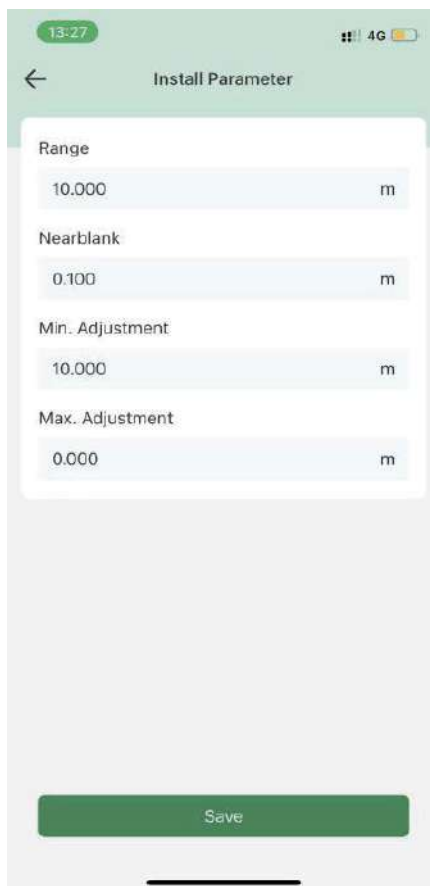 13:27
4G
Install Parameter
Range
10.000 m
Nearblank
0.100 m
Min. Adjustment
10.000 m
Max. Adjustment
0.000 m
Save